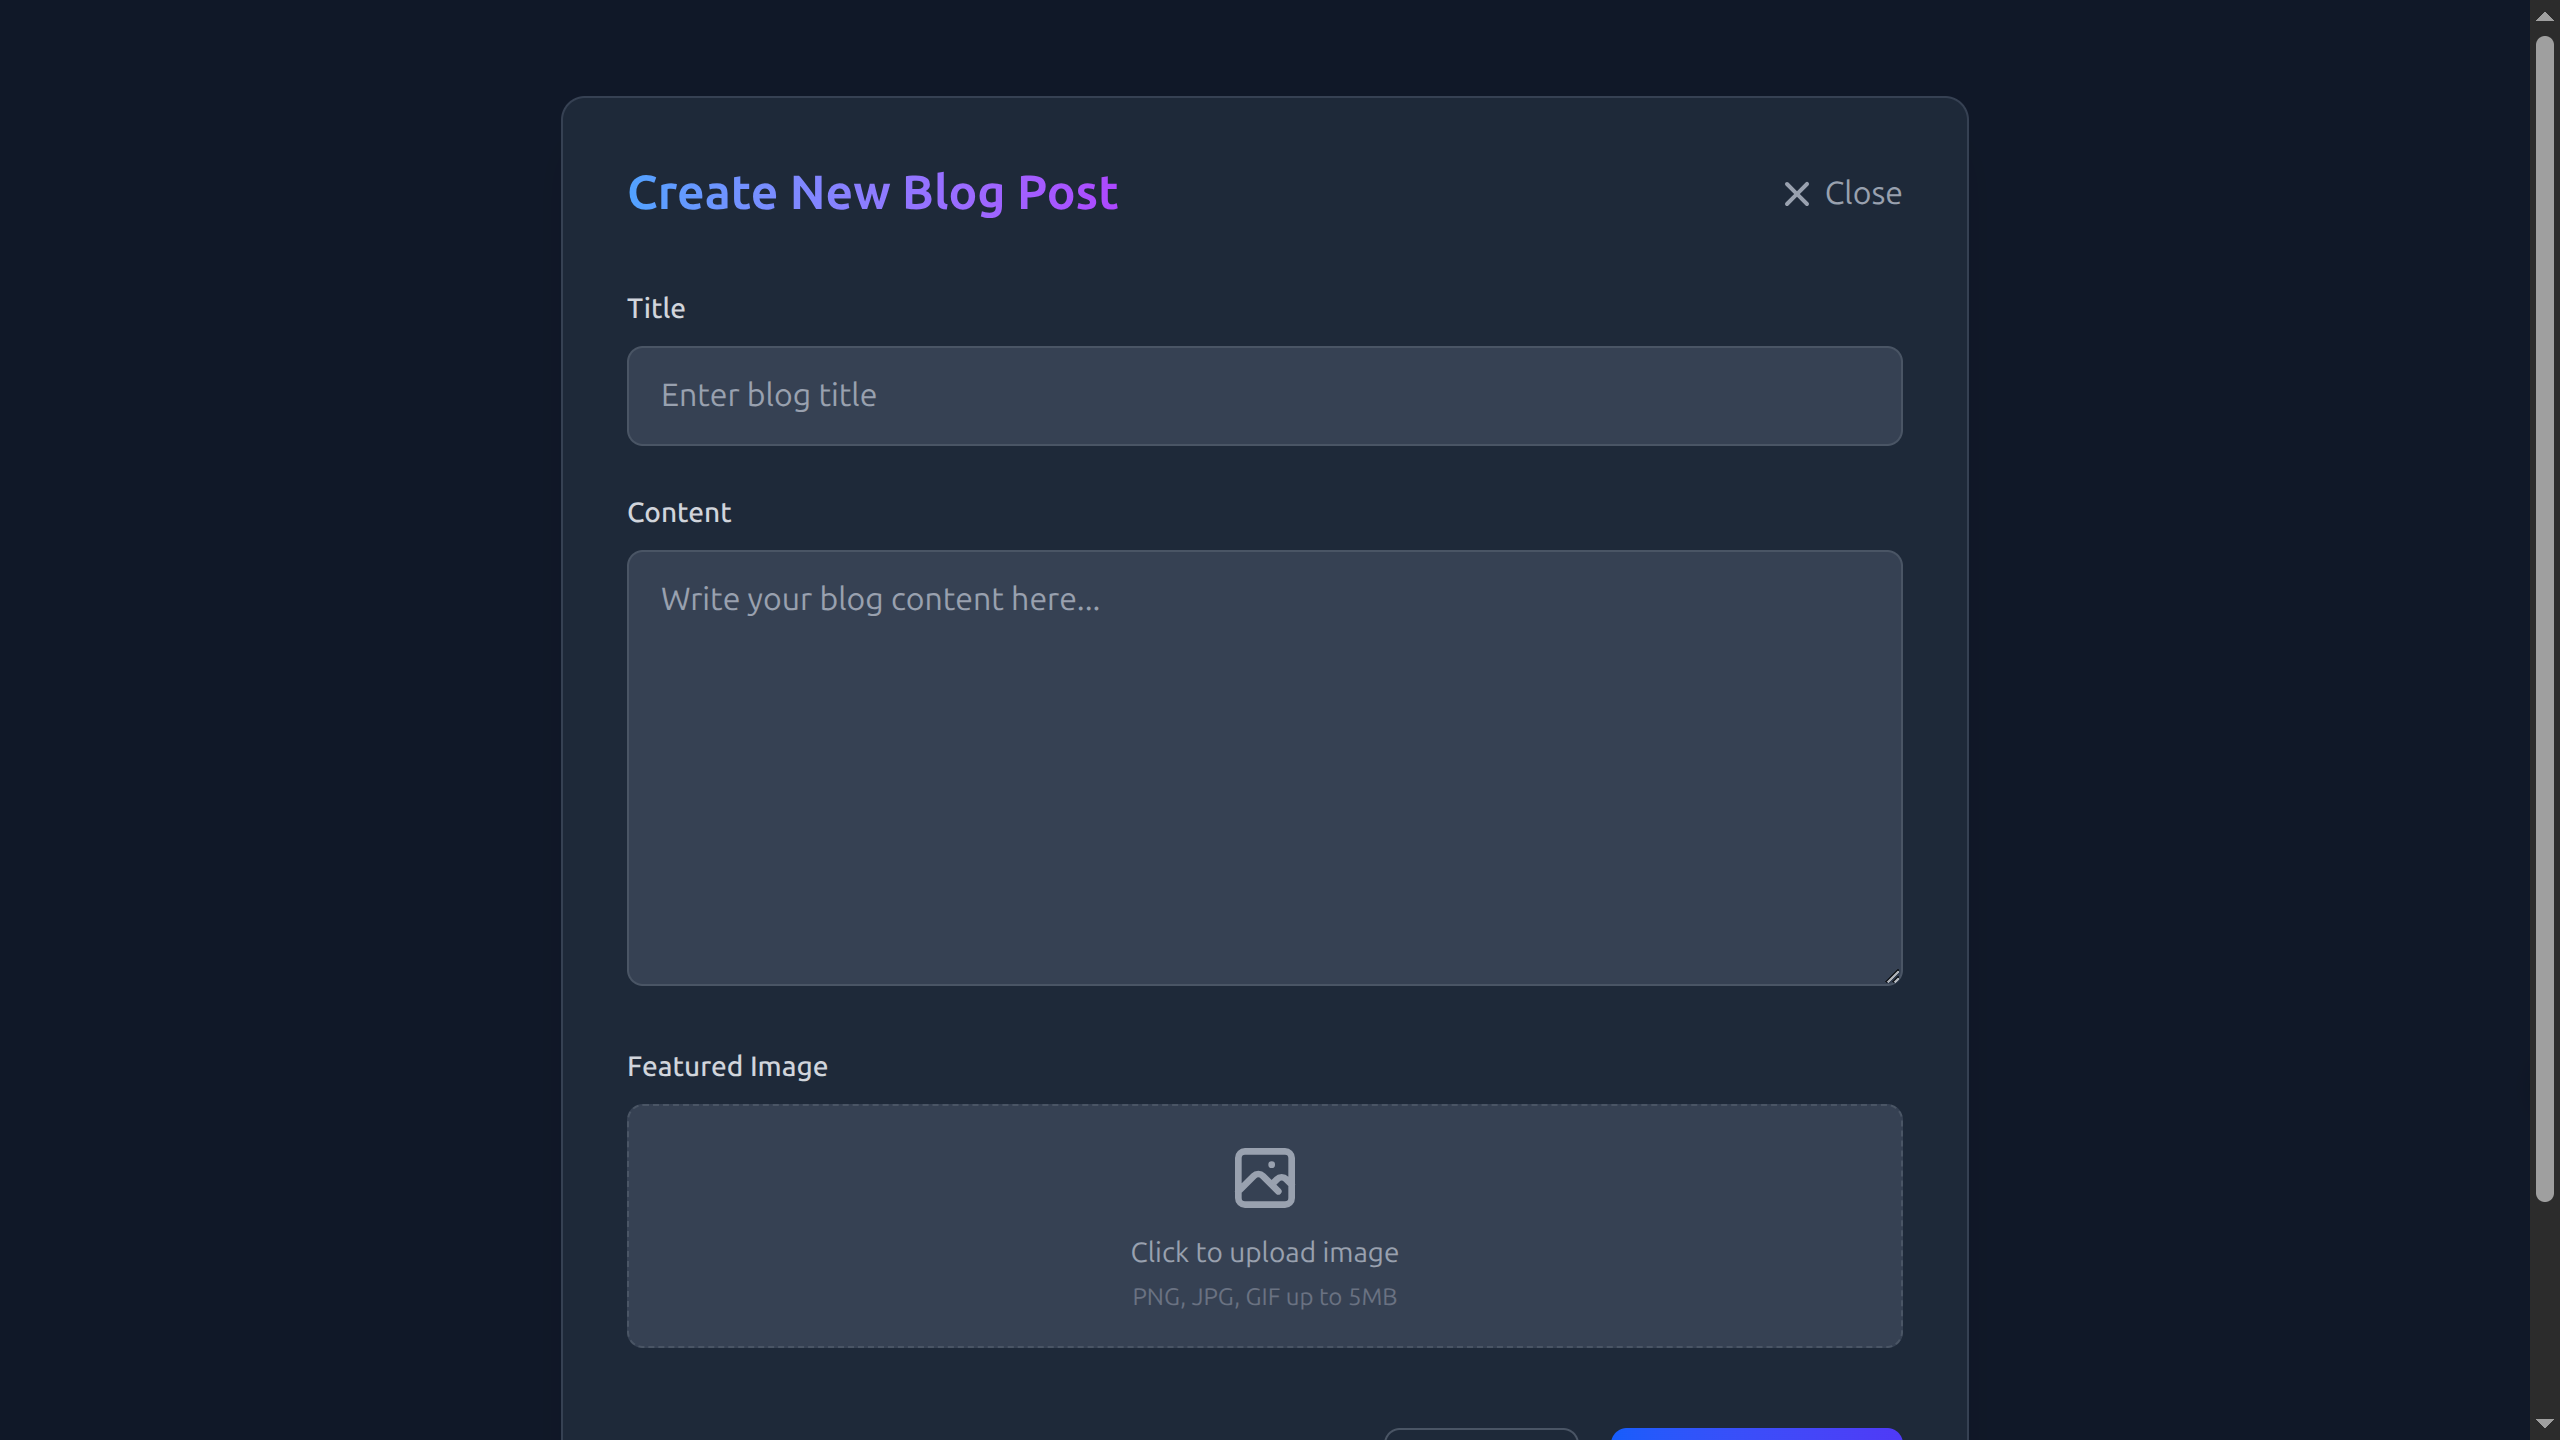 Create New Blog Post
Close
Title
Enter blog title
Content
Write your blog content here...
Featured Image
Click to upload image
PNG, JPG, GIF up to 5MB